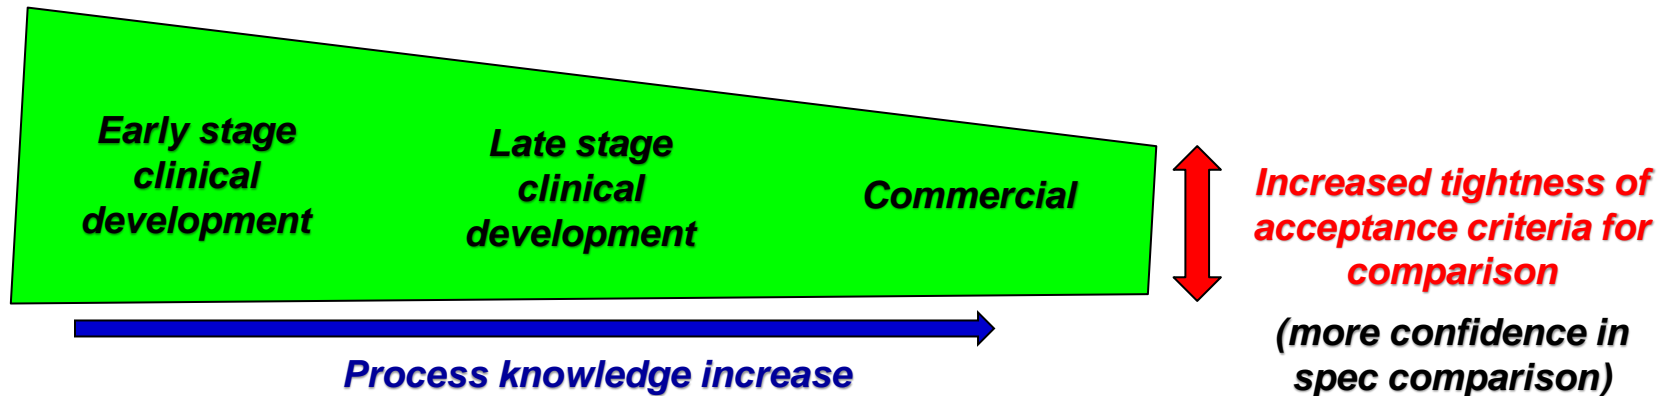 Early stage
clinical
development
Late stage
clinical
development
Commercial
Increased tightness of
acceptance criteria for
comparison
(more confidence in
spec comparison)
Process knowledge increase